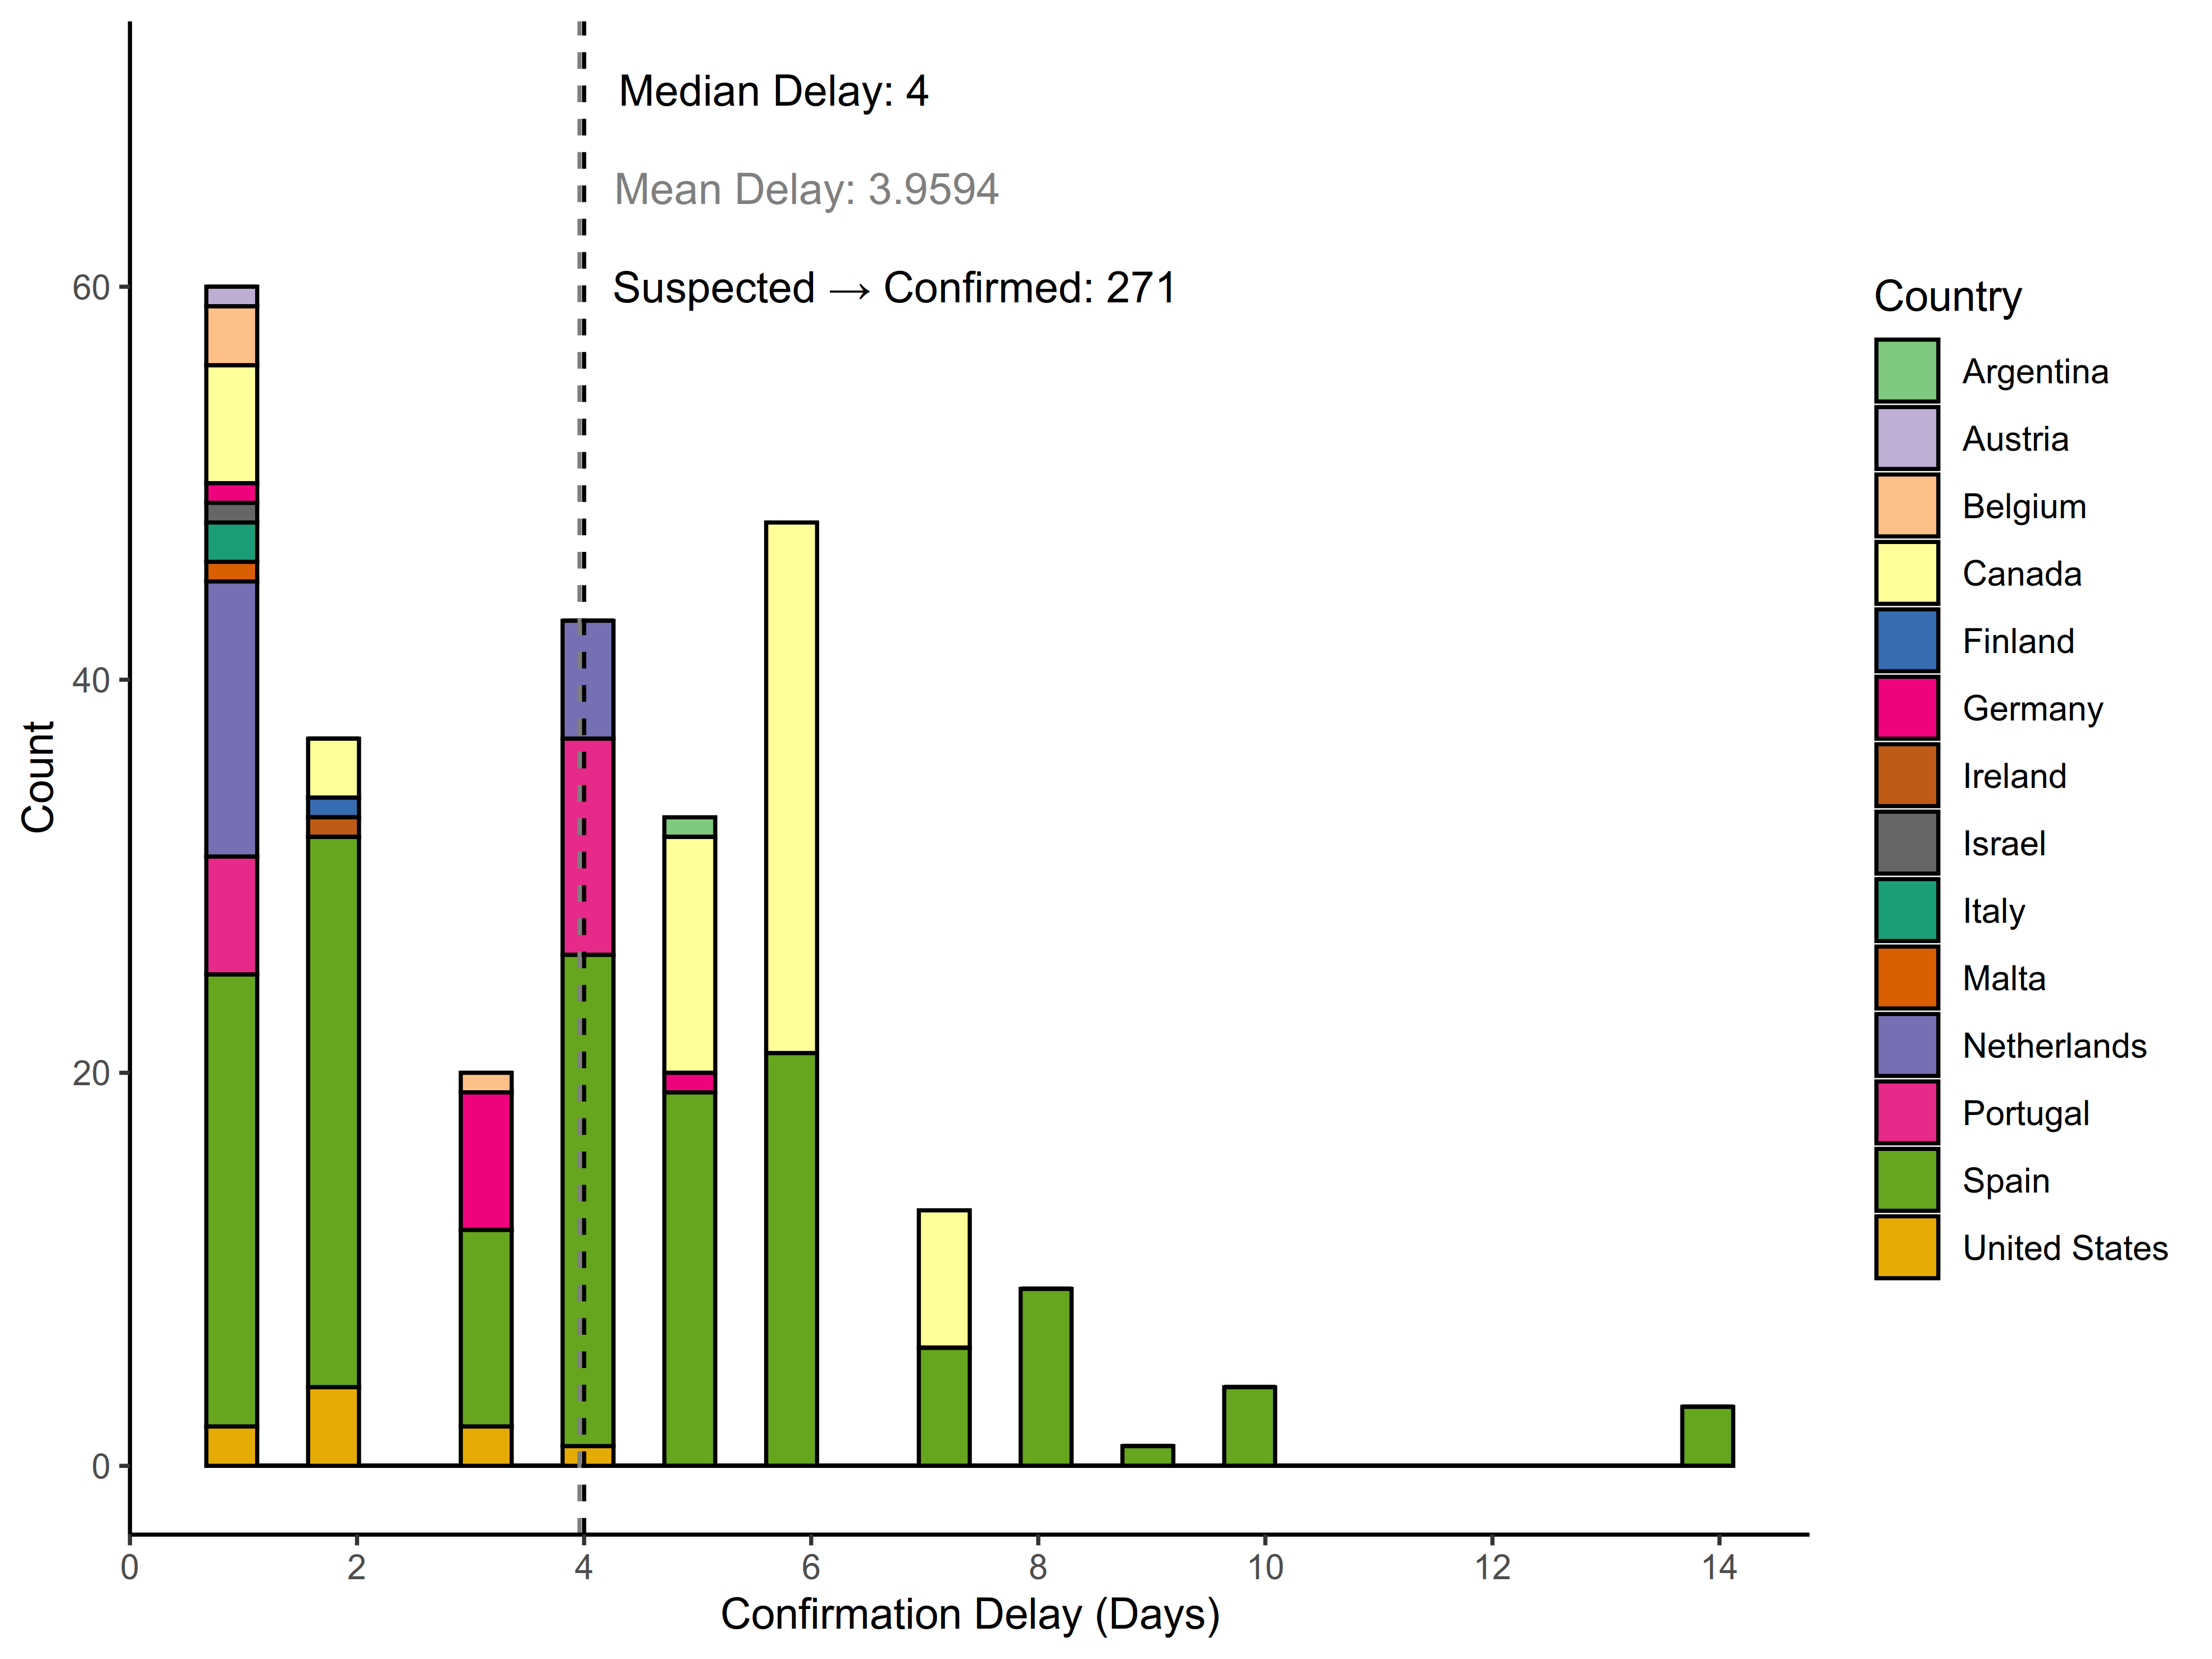 Median Delay: 4
Mean Delay: 3.9594
Suspected → Confirmed: 271
60
40
20
0
Count
0 2 4 6 8 10 12 14
Confirmation Delay (Days)
Country
Argentina
Austria
Belgium
Canada
Finland
Germany
Ireland
Israel
Italy
Malta
Netherlands
Portugal
Spain
United States